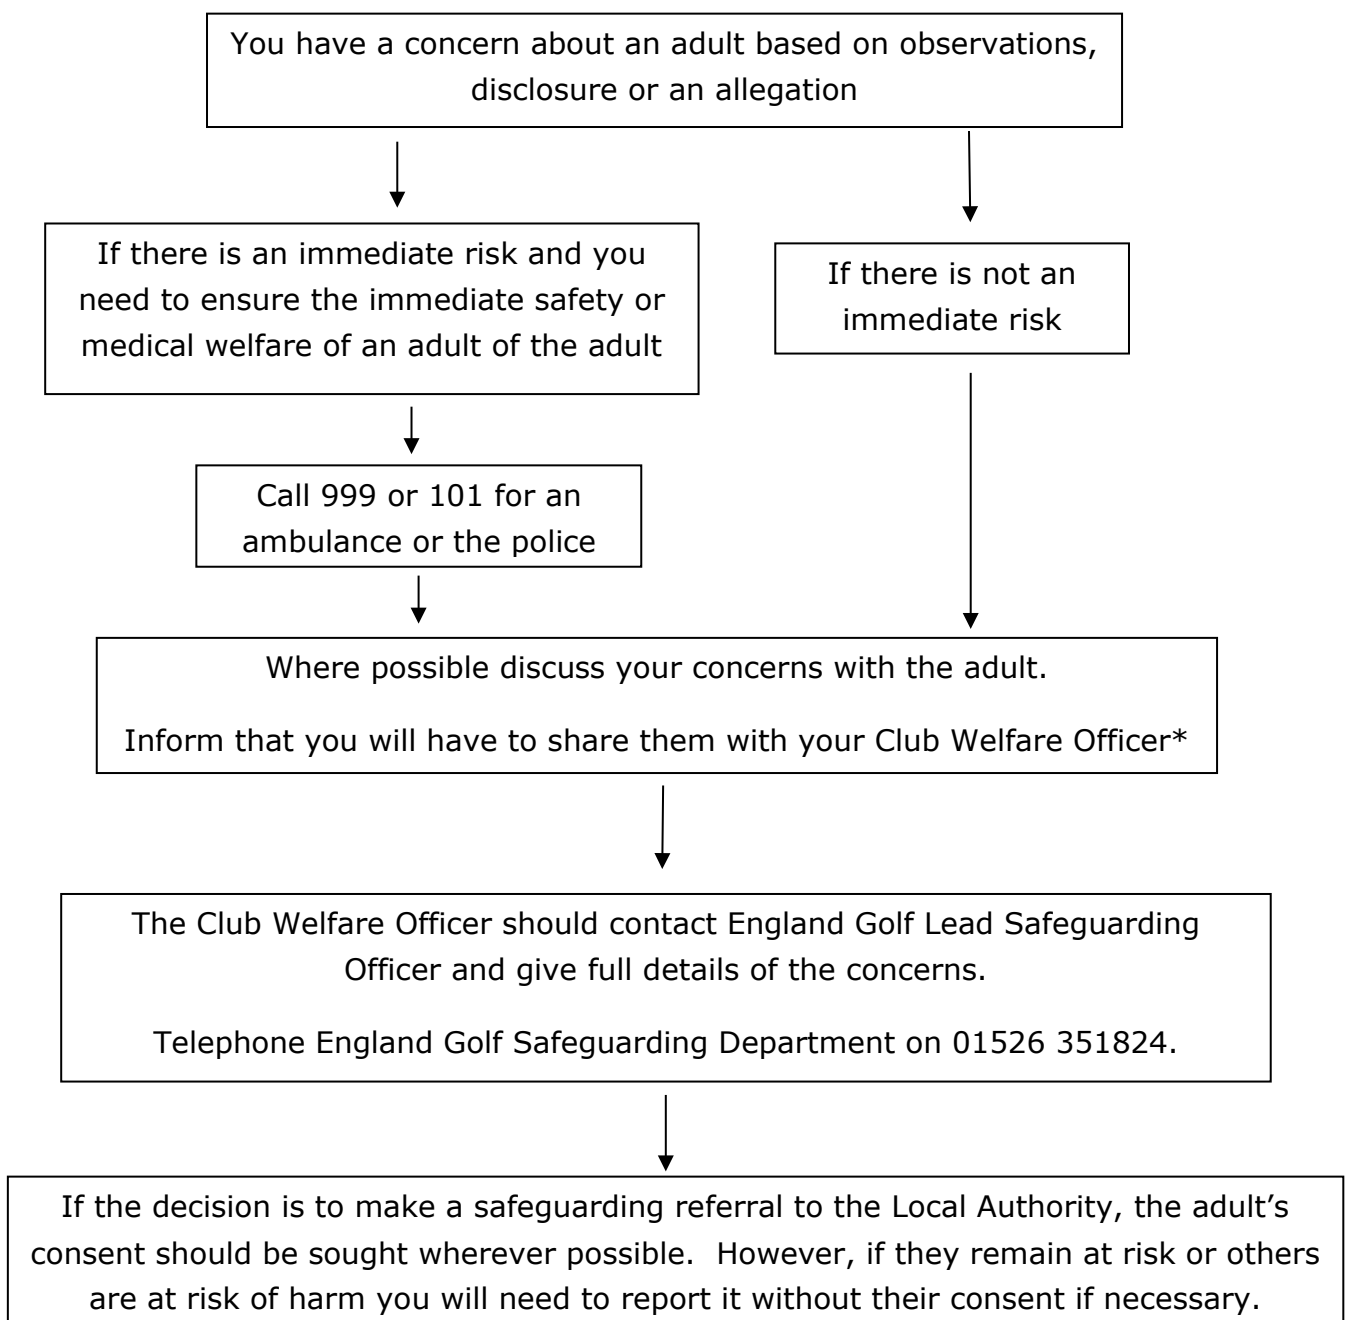 You have a concern about an adult based on observations,
disclosure or an allegation
If there is an immediate risk and you
need to ensure the immediate safety or
medical welfare of an adult of the adult
If there is not an
immediate risk
Call 999 or 101 for an
ambulance or the police
Where possible discuss your concerns with the adult.
Inform that you will have to share them with your Club Welfare Officer*
The Club Welfare Officer should contact England Golf Lead Safeguarding
Officer and give full details of the concerns.
Telephone England Golf Safeguarding Department on 01526 351824.
If the decision is to make a safeguarding referral to the Local Authority, the adult’s
consent should be sought wherever possible.  However, if they remain at risk or others
are at risk of harm you will need to report it without their consent if necessary.